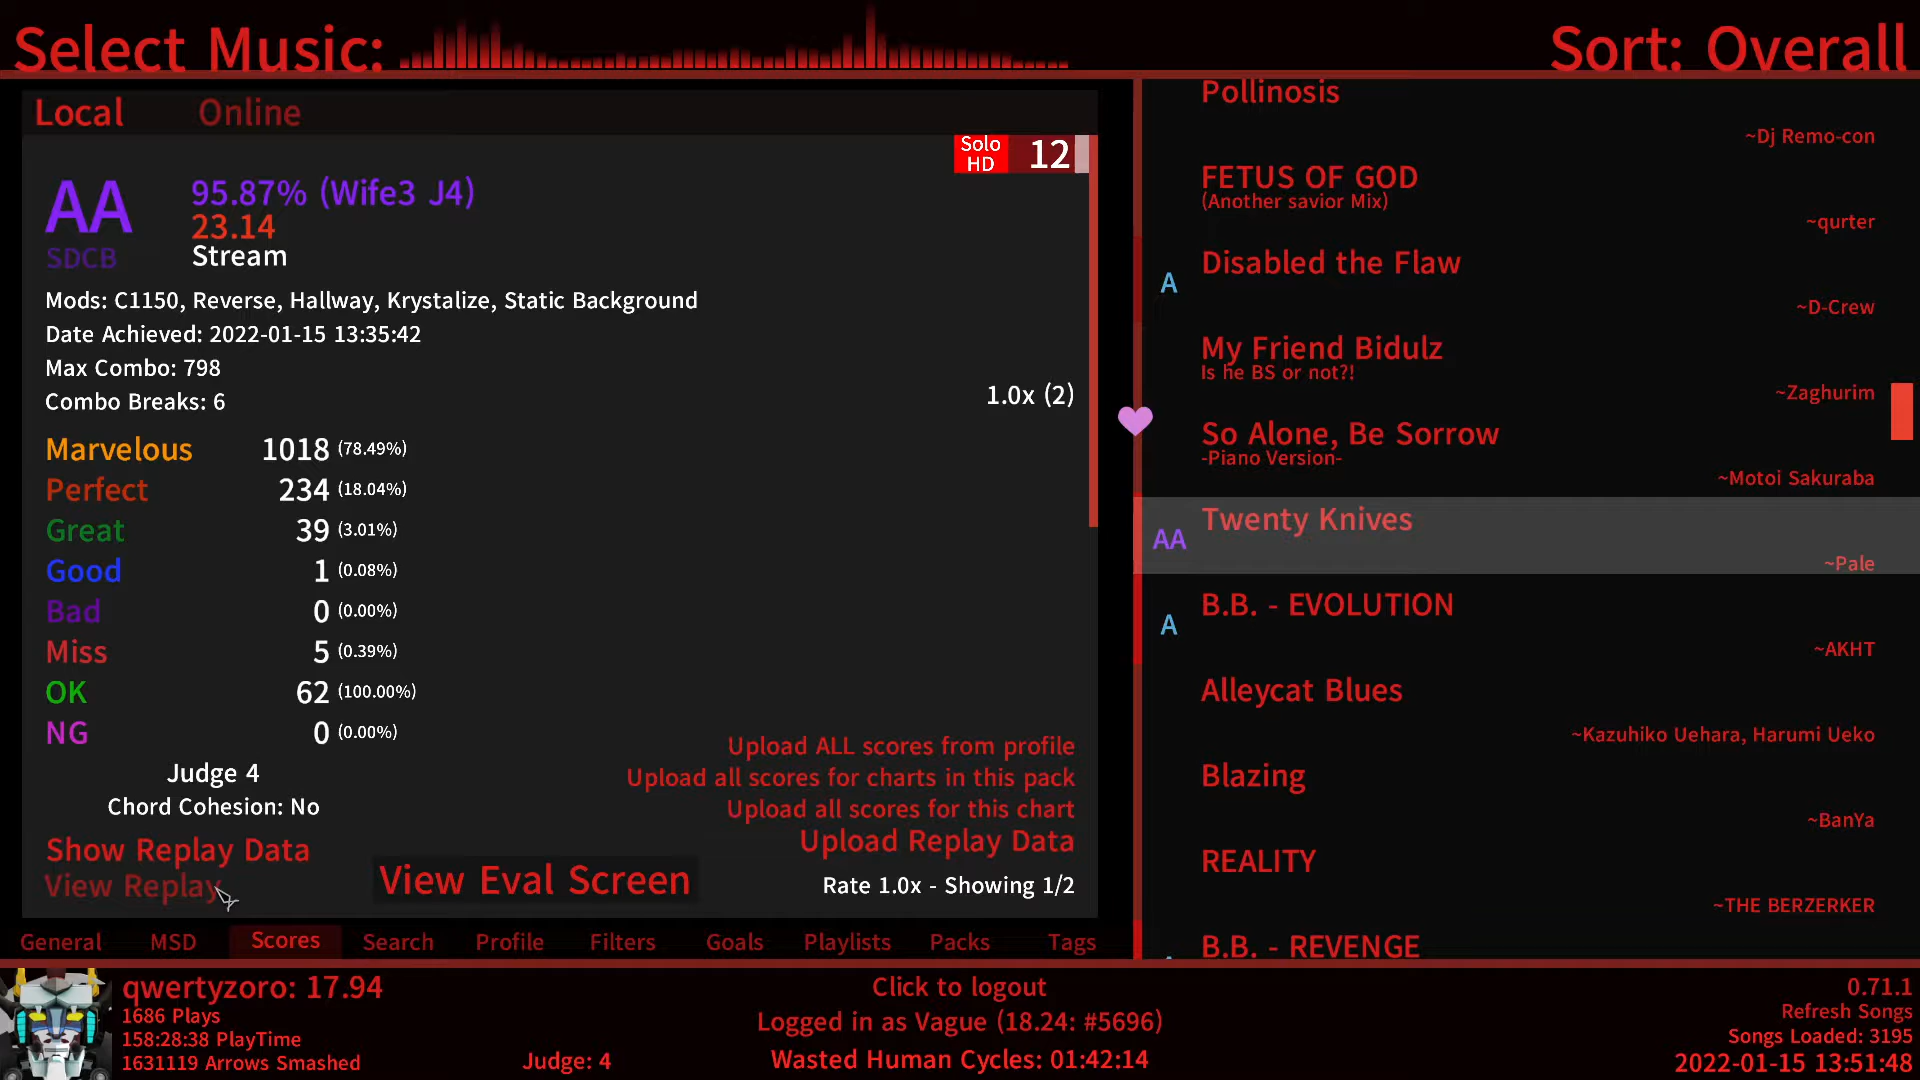 Select Music:
Sort: Overall
Local
Online
Solo
HD
12
AA
95.87% (Wife3 J4)
23.14
SDCB
Stream
Mods: C1150, Reverse, Hallway, Krystalize, Static Background
Date Achieved: 2022-01-15 13:35:42
Max Combo: 798
Combo Breaks: 6
1.0x (2)
Marvelous 1018 (78.49%)
Perfect 234 (18.04%)
Great 39 (3.01%)
Good 1 (0.08%)
Bad 0 (0.00%)
Miss 5 (0.39%)
OK 62 (100.00%)
NG 0 (0.00%)
Judge 4
Chord Cohesion: No
Show Replay Data
View Replay
View Eval Screen
Upload ALL scores from profile
Upload all scores for charts in this pack
Upload all scores for this chart
Upload Replay Data
Rate 1.0x - Showing 1/2
General MSD Scores Search Profile Filters Goals Playlists Packs Tags
Pollinosis
~Dj Remo-con
FETUS OF GOD
(Another savior Mix)
~qurter
A
Disabled the Flaw
~D-Crew
My Friend Bidulz
Is he BS or not?!
~Zaghurim
So Alone, Be Sorrow
-Piano Version-
~Motoi Sakuraba
AA
Twenty Knives
~Pale
A
B.B. - EVOLUTION
~AKHT
Alleycat Blues
~Kazuhiko Uehara, Harumi Ueko
Blazing
~BanYa
REALITY
~THE BERZERKER
B.B. - REVENGE
qwertyzoro: 17.94
1686 Plays
158:28:38 PlayTime
1631119 Arrows Smashed
Judge: 4
Click to logout
Logged in as Vague (18.24: #5696)
Wasted Human Cycles: 01:42:14
0.71.1
Refresh Songs
Songs Loaded: 3195
2022-01-15 13:51:48